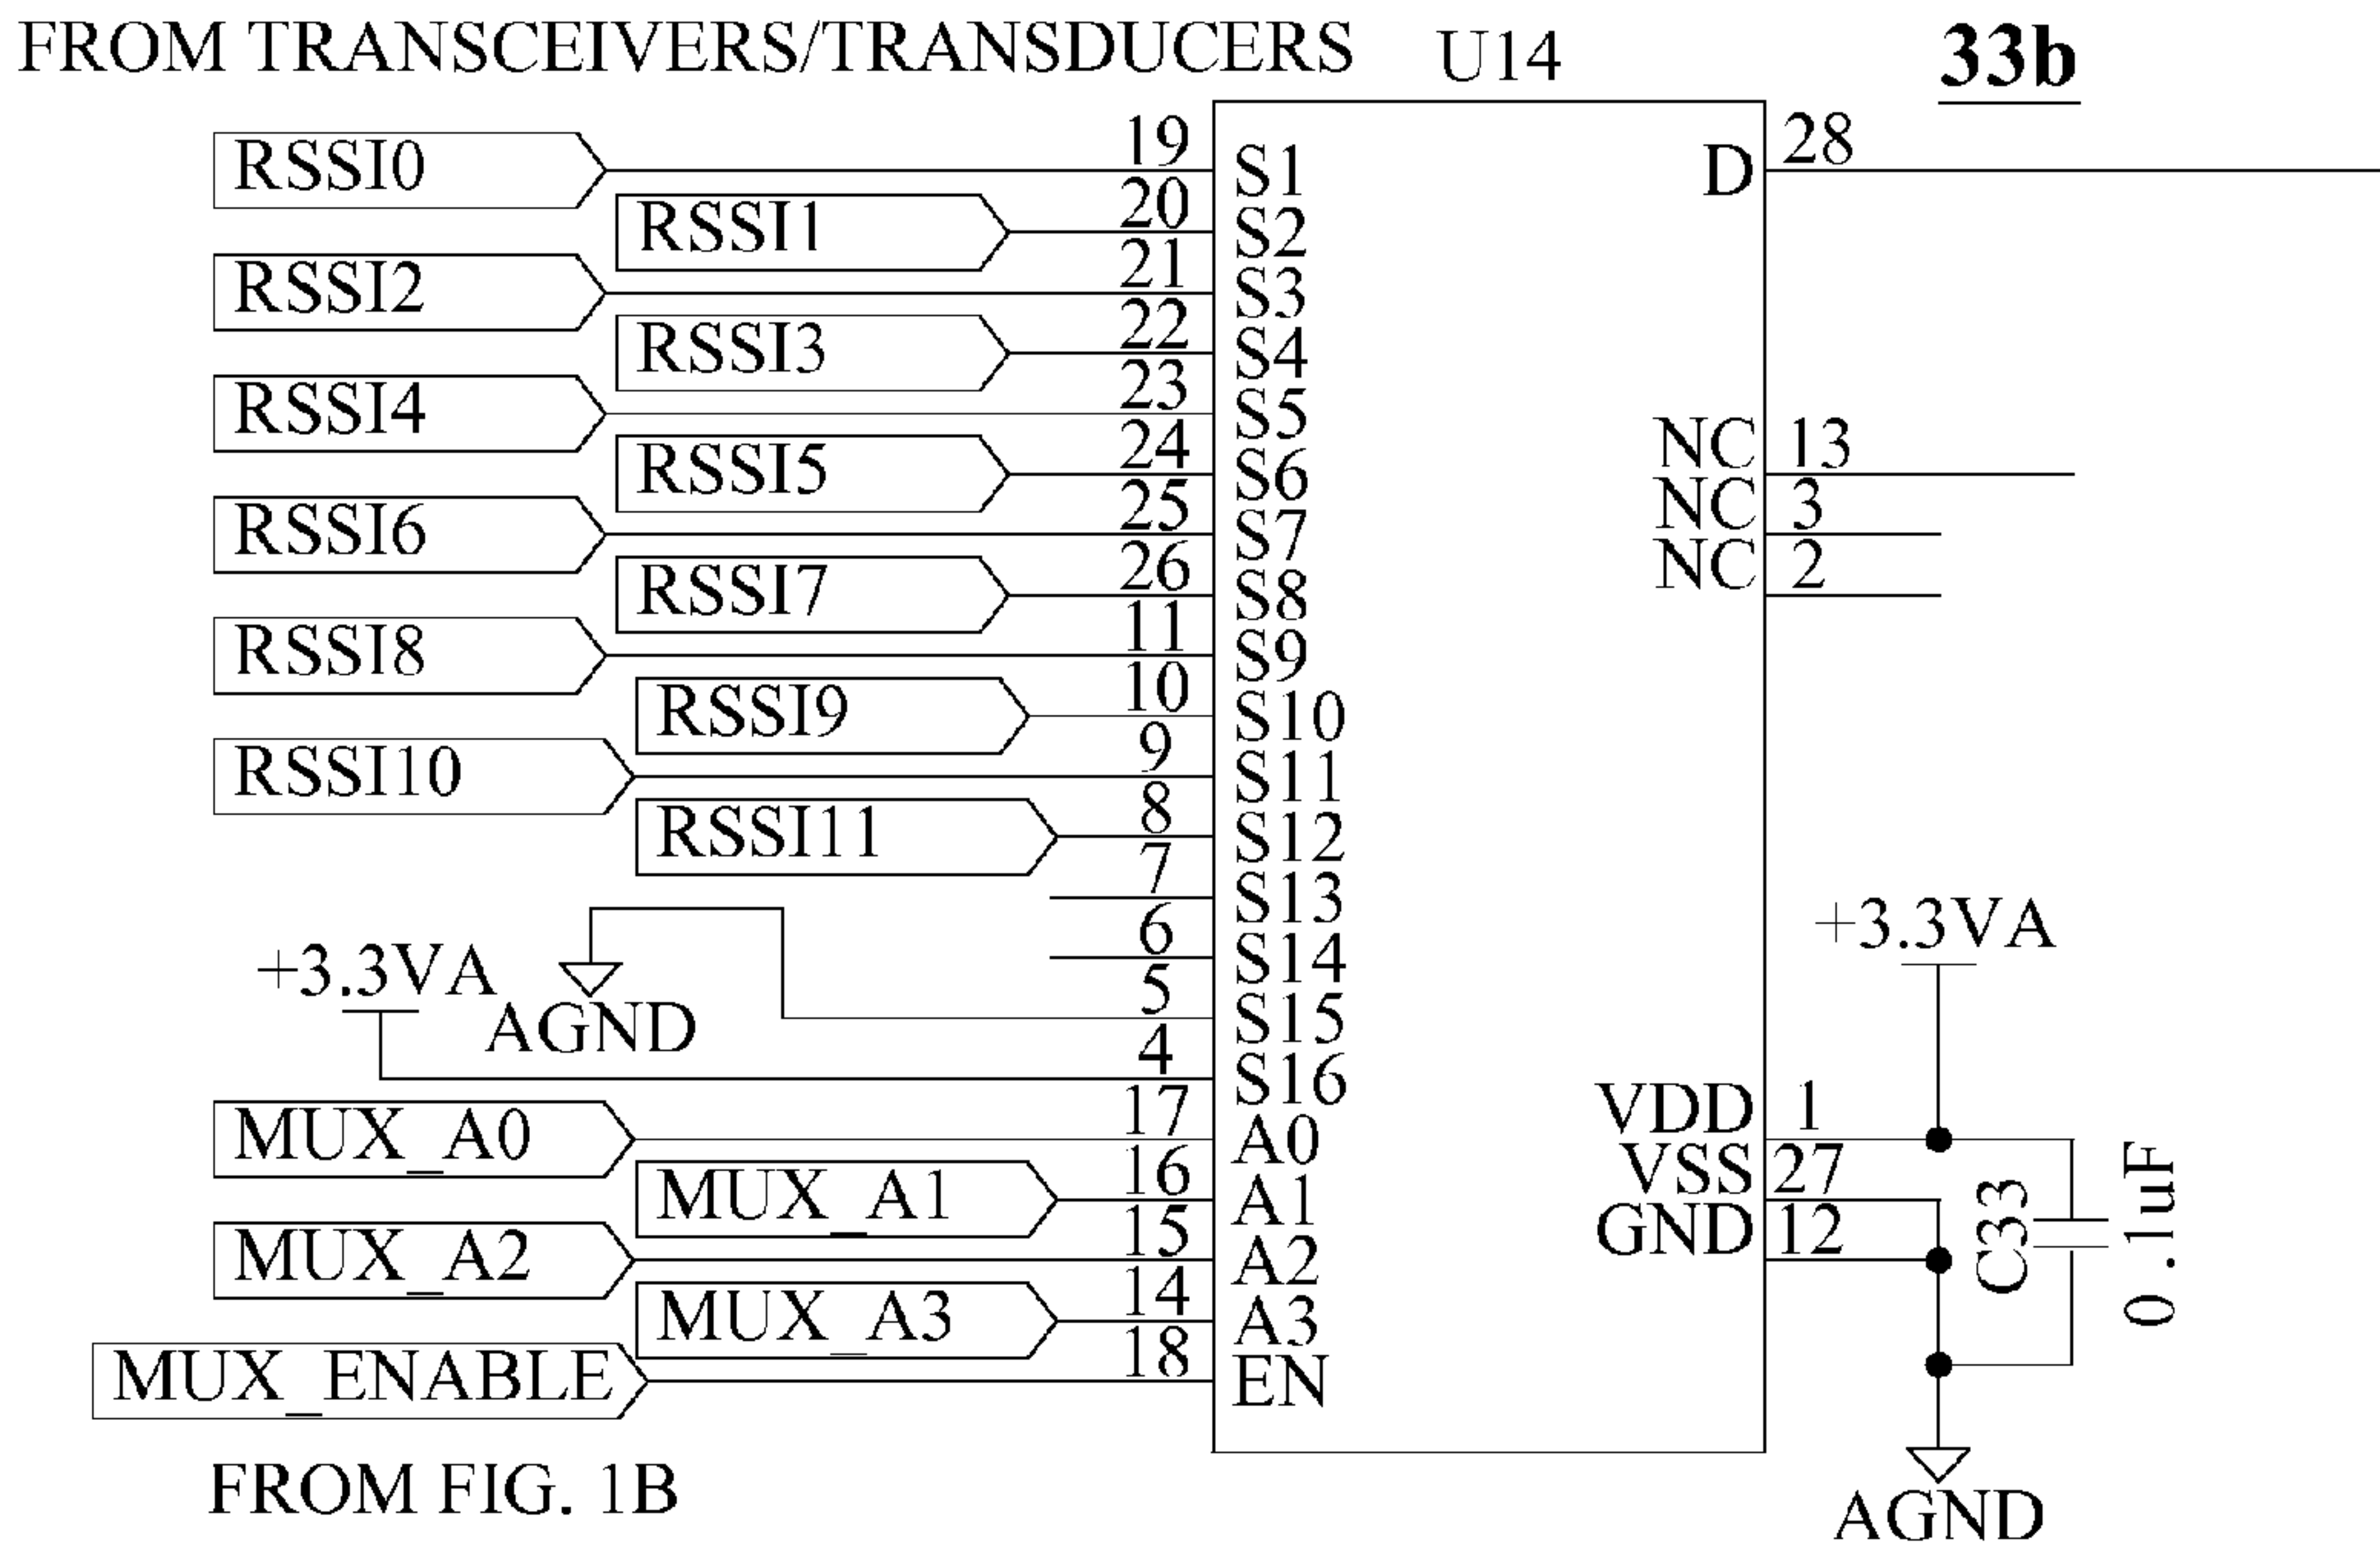 FROM TRANSCEIVERS/TRANSDUCERS U14 33b
RSSI0 19 S1 D 28
RSSI1 20 S2
RSSI2 21 S3
RSSI3 22 S4
RSSI4 23 S5
RSSI5 24 S6 NC 13
RSSI6 25 S7 NC 3
RSSI7 26 S8 NC 2
RSSI8 11 S9
RSSI9 10 S10
RSSI10 9 S11
RSSI11 8 S12
7 S13
6 S14 +3.3VA
+3.3VA AGND 5 S15
4 S16
MUX_A0 17 A0 VDD 1
MUX_A1 16 A1 VSS 27
MUX_A2 15 A2 GND 12 C33 0.1uF
MUX_A3 14 A3
MUX_ENABLE 18 EN
FROM FIG. 1B AGND